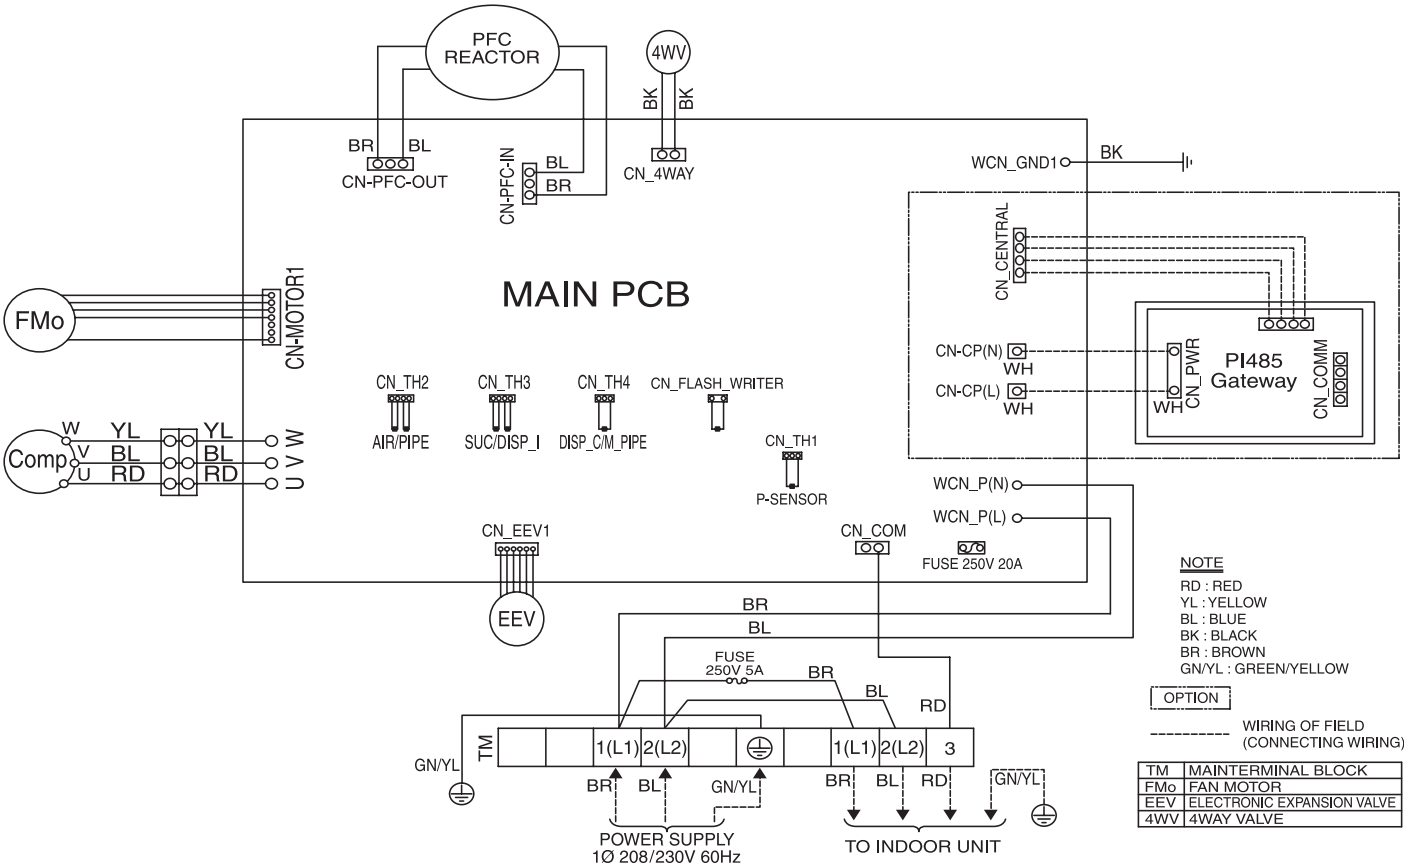 PFC
REACTOR
4WV
BK
BK
BR
BL
CN-PFC-OUT
CN-PFC-IN
BL
BR
CN_4WAY
WCN_GND1
BK
CN_CENTRAL
MAIN PCB
FMo
CN-MOTOR1
CN-CP(N)
WH
CN-CP(L)
WH
CN_PWR
WH
PI485
Gateway
CN_COMM
CN_TH2
AIR/PIPE
CN_TH3
SUC/DISP_I
CN_TH4
DISP_C/M_PIPE
CN_FLASH_WRITER
CN_TH1
P-SENSOR
Comp
W
V
U
YL
BL
RD
YL
BL
RD
W
V
U
WCN_P(N)
WCN_P(L)
CN_EEV1
EEV
CN_COM
FUSE 250V 20A
BR
BL
FUSE
250V 5A
BR
BL
RD
GN/YL
TM
1(L1)
2(L2)
1(L1)
2(L2)
3
BR
BL
GN/YL
BR
BL
RD
GN/YL
POWER SUPPLY
1Ø 208/230V 60Hz
TO INDOOR UNIT
NOTE
RD : RED
YL : YELLOW
BL : BLUE
BK : BLACK
BR : BROWN
GN/YL : GREEN/YELLOW
OPTION
WIRING OF FIELD
(CONNECTING WIRING)
TM MAINTERMINAL BLOCK
FMo FAN MOTOR
EEV ELECTRONIC EXPANSION VALVE
4WV 4WAY VALVE